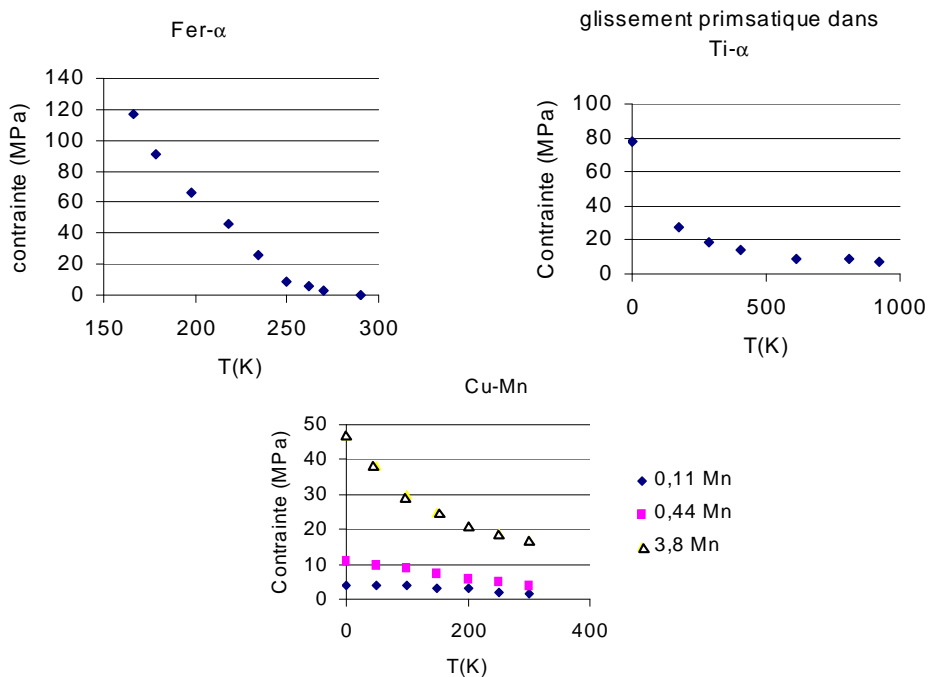 Fer-α
contrainte (MPa)
140
120
100
80
60
40
20
0
150
200
250
300
T(K)
glissement primsatique dans
Ti-α
Contrainte (MPa)
100
80
60
40
20
0
0
500
1000
T(K)
Cu-Mn
Contrainte (MPa)
50
40
30
20
10
0
0
200
400
T(K)
0,11 Mn
0,44 Mn
3,8 Mn